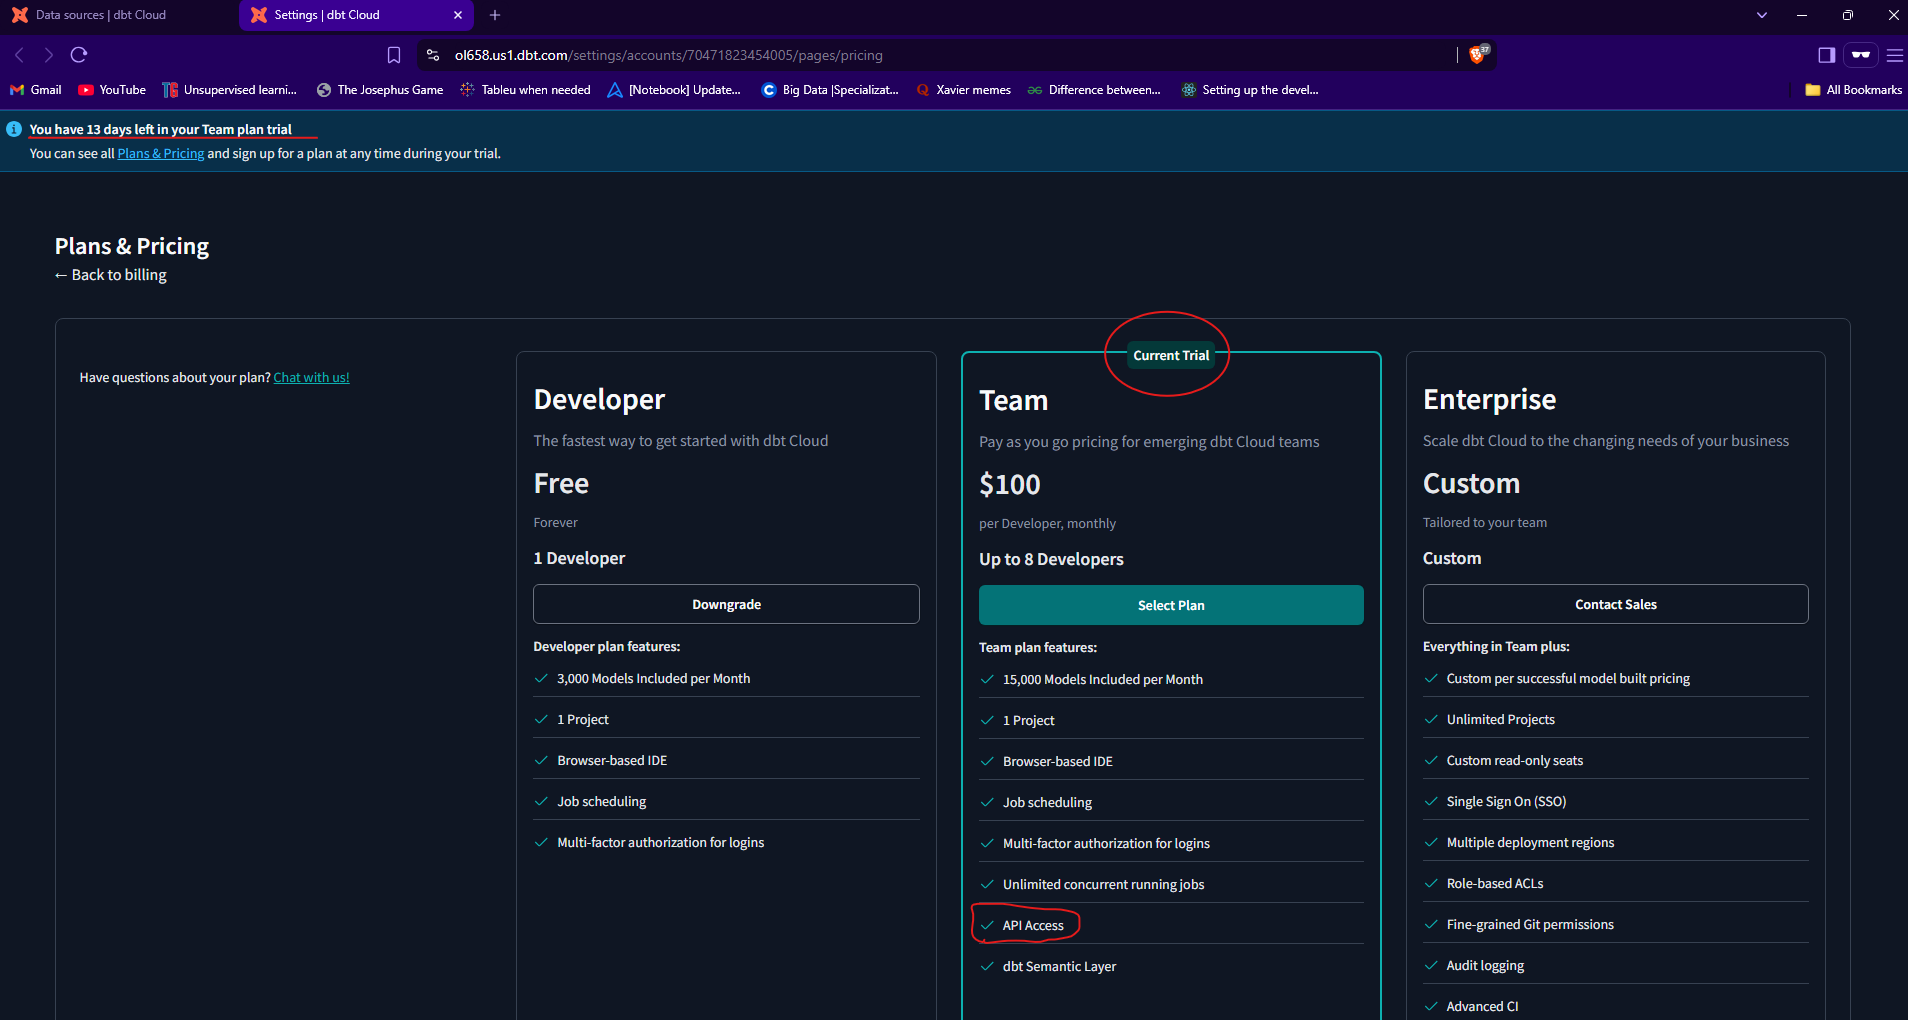 Data sources | dbt Cloud
Settings | dbt Cloud
ol658.us1.dbt.com/settings/accounts/70471823454005/pages/pricing
37
Gmail
YouTube
Unsupervised learni...
The Josephus Game
Tableu when needed
[Notebook] Update...
Big Data |Specializat...
Xavier memes
Difference between...
Setting up the devel...
All Bookmarks
You have 13 days left in your Team plan trial
You can see all Plans & Pricing and sign up for a plan at any time during your trial.
Plans & Pricing
← Back to billing
Have questions about your plan? Chat with us!
Developer
The fastest way to get started with dbt Cloud
Free
Forever
1 Developer
Downgrade
Developer plan features:
3,000 Models Included per Month
1 Project
Browser-based IDE
Job scheduling
Multi-factor authorization for logins
Current Trial
Team
Pay as you go pricing for emerging dbt Cloud teams
$100
per Developer, monthly
Up to 8 Developers
Select Plan
Team plan features:
15,000 Models Included per Month
1 Project
Browser-based IDE
Job scheduling
Multi-factor authorization for logins
Unlimited concurrent running jobs
API Access
dbt Semantic Layer
Enterprise
Scale dbt Cloud to the changing needs of your business
Custom
Tailored to your team
Custom
Contact Sales
Everything in Team plus:
Custom per successful model built pricing
Unlimited Projects
Custom read-only seats
Single Sign On (SSO)
Multiple deployment regions
Role-based ACLs
Fine-grained Git permissions
Audit logging
Advanced CI